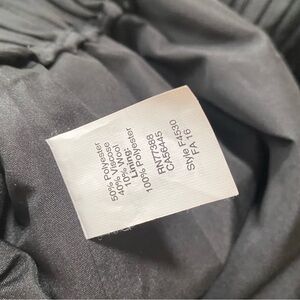 50% Polyester
40% Viscose
10% Wool
Lining:
100% Polyester
RN77388
CA56445
Style F4530
FA 16